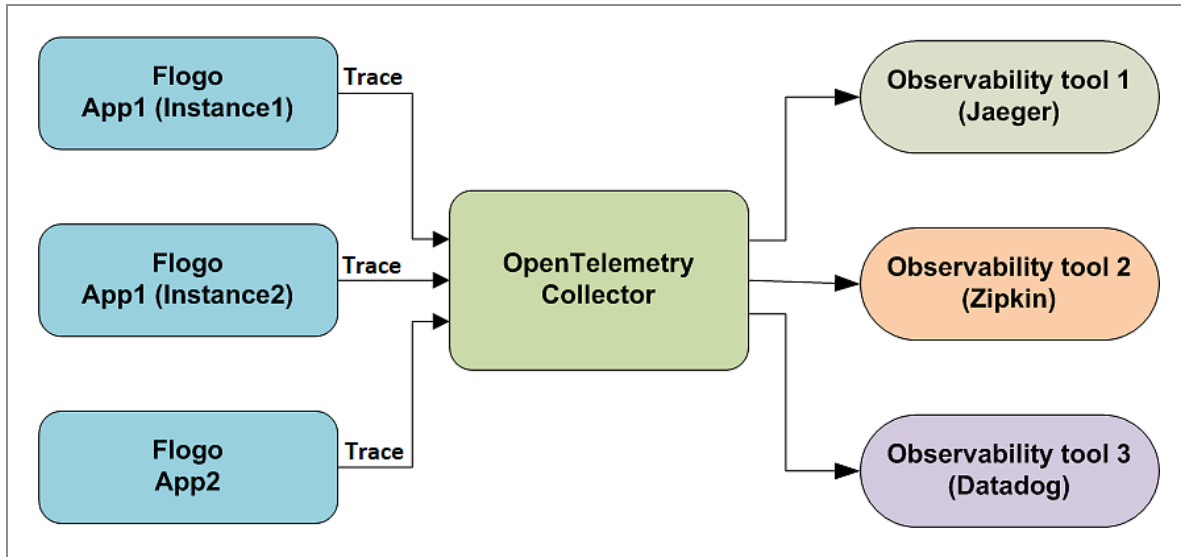 Flogo
App1 (Instance1)
Trace
Flogo
App1 (Instance2)
Trace
Flogo
App2
Trace
OpenTelemetry
Collector
Observability tool 1
(Jaeger)
Observability tool 2
(Zipkin)
Observability tool 3
(Datadog)